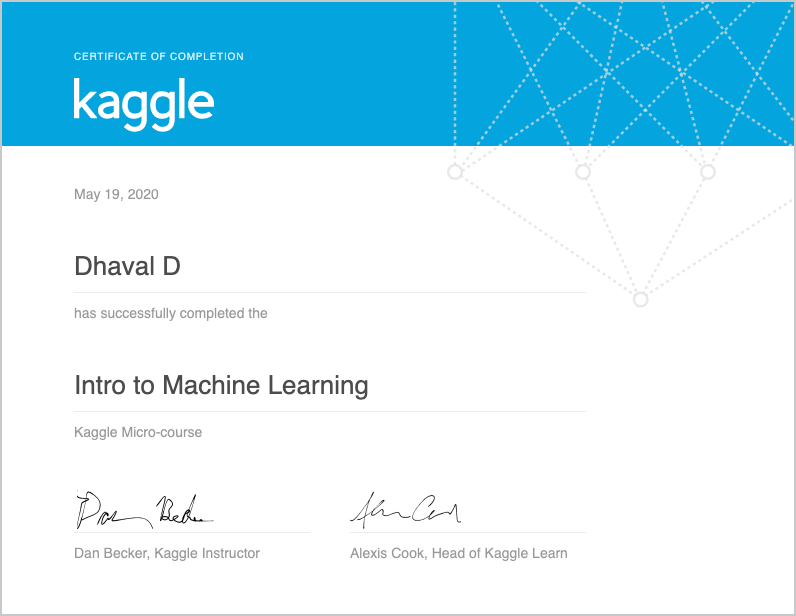 CERTIFICATE OF COMPLETION
kaggle
May 19, 2020
Dhaval D
has successfully completed the
Intro to Machine Learning
Kaggle Micro-course
Dan Becker
Alexis Cook
Dan Becker, Kaggle Instructor
Alexis Cook, Head of Kaggle Learn